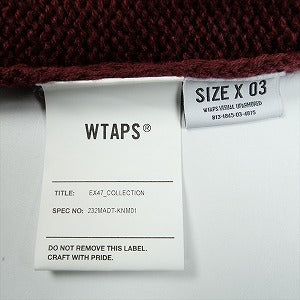 WTAPS®
TITLE: EX47_COLLECTION
SPEC NO: 232MADT-KNM01
DO NOT REMOVE THIS LABEL.
CRAFT WITH PRIDE.
SIZE X 03
WTAPS.VISUAL UPARMORED